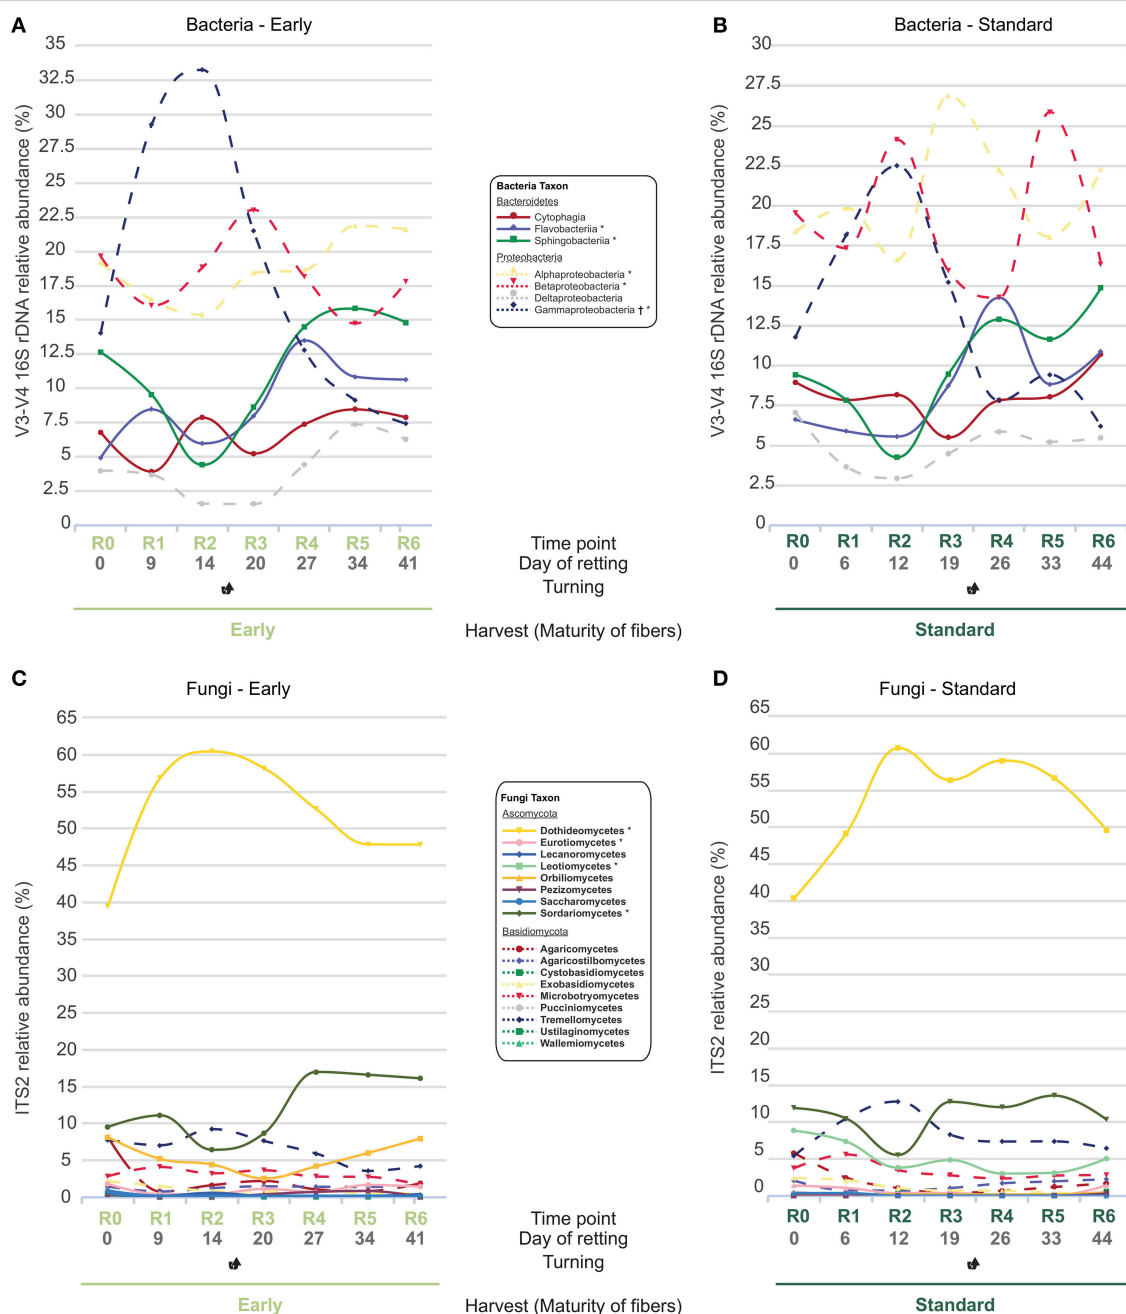 A
Bacteria - Early
V3-V4 16S rDNA relative abundance (%)
35
32.5
30
27.5
25
22.5
20
17.5
15
12.5
10
7.5
5
2.5
0
R0 R1 R2 R3 R4 R5 R6
0 9 14 20 27 34 41
Early
Bacteria Taxon
Bacteroidetes
Cytophagia
Flavobacteriia *
Sphingobacteriia *
Proteobacteria
Alphaproteobacteria *
Betaproteobacteria *
Deltaproteobacteria
Gammaproteobacteria † *
Time point
Day of retting
Turning
Harvest (Maturity of fibers)
B
Bacteria - Standard
V3-V4 16S rDNA relative abundance (%)
30
27.5
25
22.5
20
17.5
15
12.5
10
7.5
5
2.5
0
R0 R1 R2 R3 R4 R5 R6
0 6 12 19 26 33 44
Standard
C
Fungi - Early
ITS2 relative abundance (%)
65
60
55
50
45
40
35
30
25
20
15
10
5
0
R0 R1 R2 R3 R4 R5 R6
0 9 14 20 27 34 41
Early
Fungi Taxon
Ascomycota
Dothideomycetes *
Eurotiomycetes *
Lecanoromycetes
Leotiomycetes *
Orbiliomycetes
Pezizomycetes
Saccharomycetes
Sordariomycetes *
Basidiomycota
Agaricomycetes
Agaricostilbomycetes
Cystobasidiomycetes
Exobasidiomycetes
Microbotryomycetes
Pucciniomycetes
Tremellomycetes
Ustilaginomycetes
Wallemiomycetes
Time point
Day of retting
Turning
Harvest (Maturity of fibers)
D
Fungi - Standard
ITS2 relative abundance (%)
65
60
55
50
45
40
35
30
25
20
15
10
5
0
R0 R1 R2 R3 R4 R5 R6
0 6 12 19 26 33 44
Standard